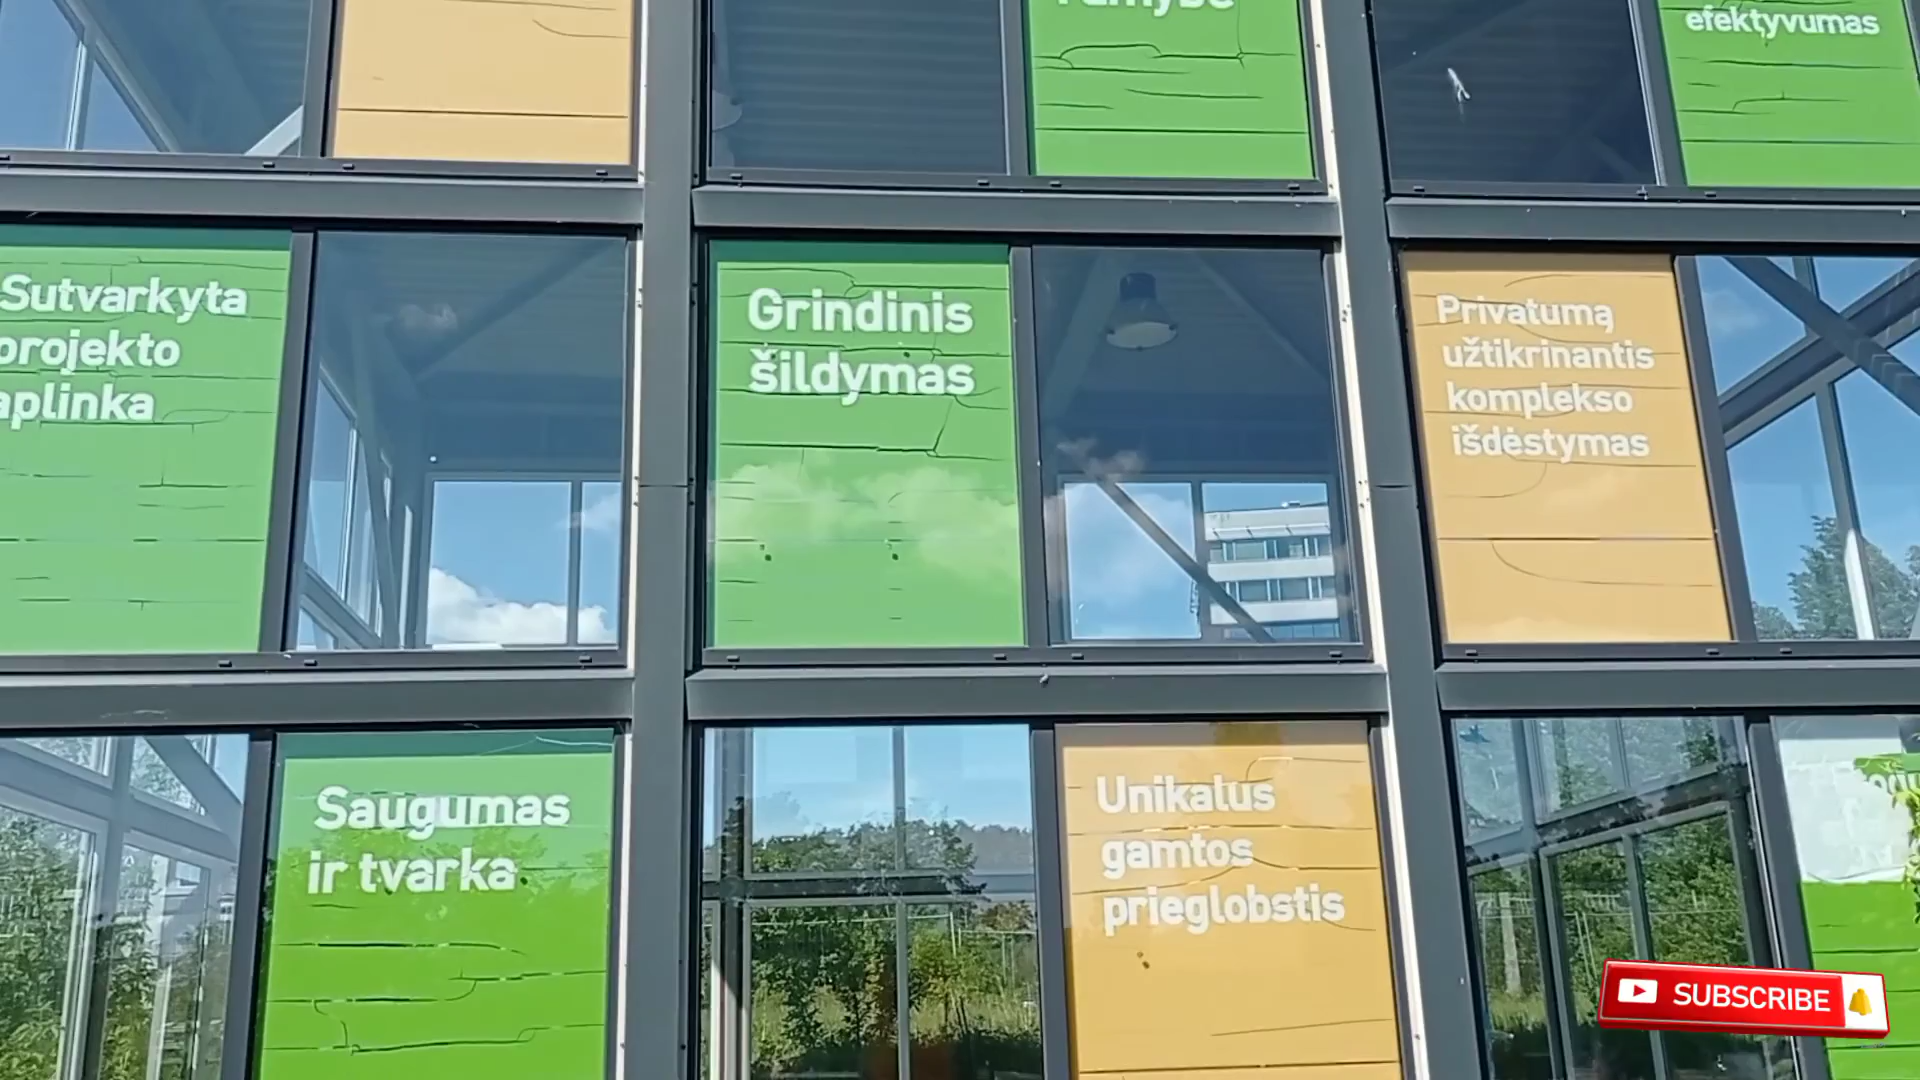 efektyvumas
Sutvarkyta
projekto
aplinka
Grindinis
šildymas
Privatumą
užtikrinantis
komplekso
išdėstymas
Saugumas
ir tvarka
Unikalus
gamtos
prieglobstis
SUBSCRIBE